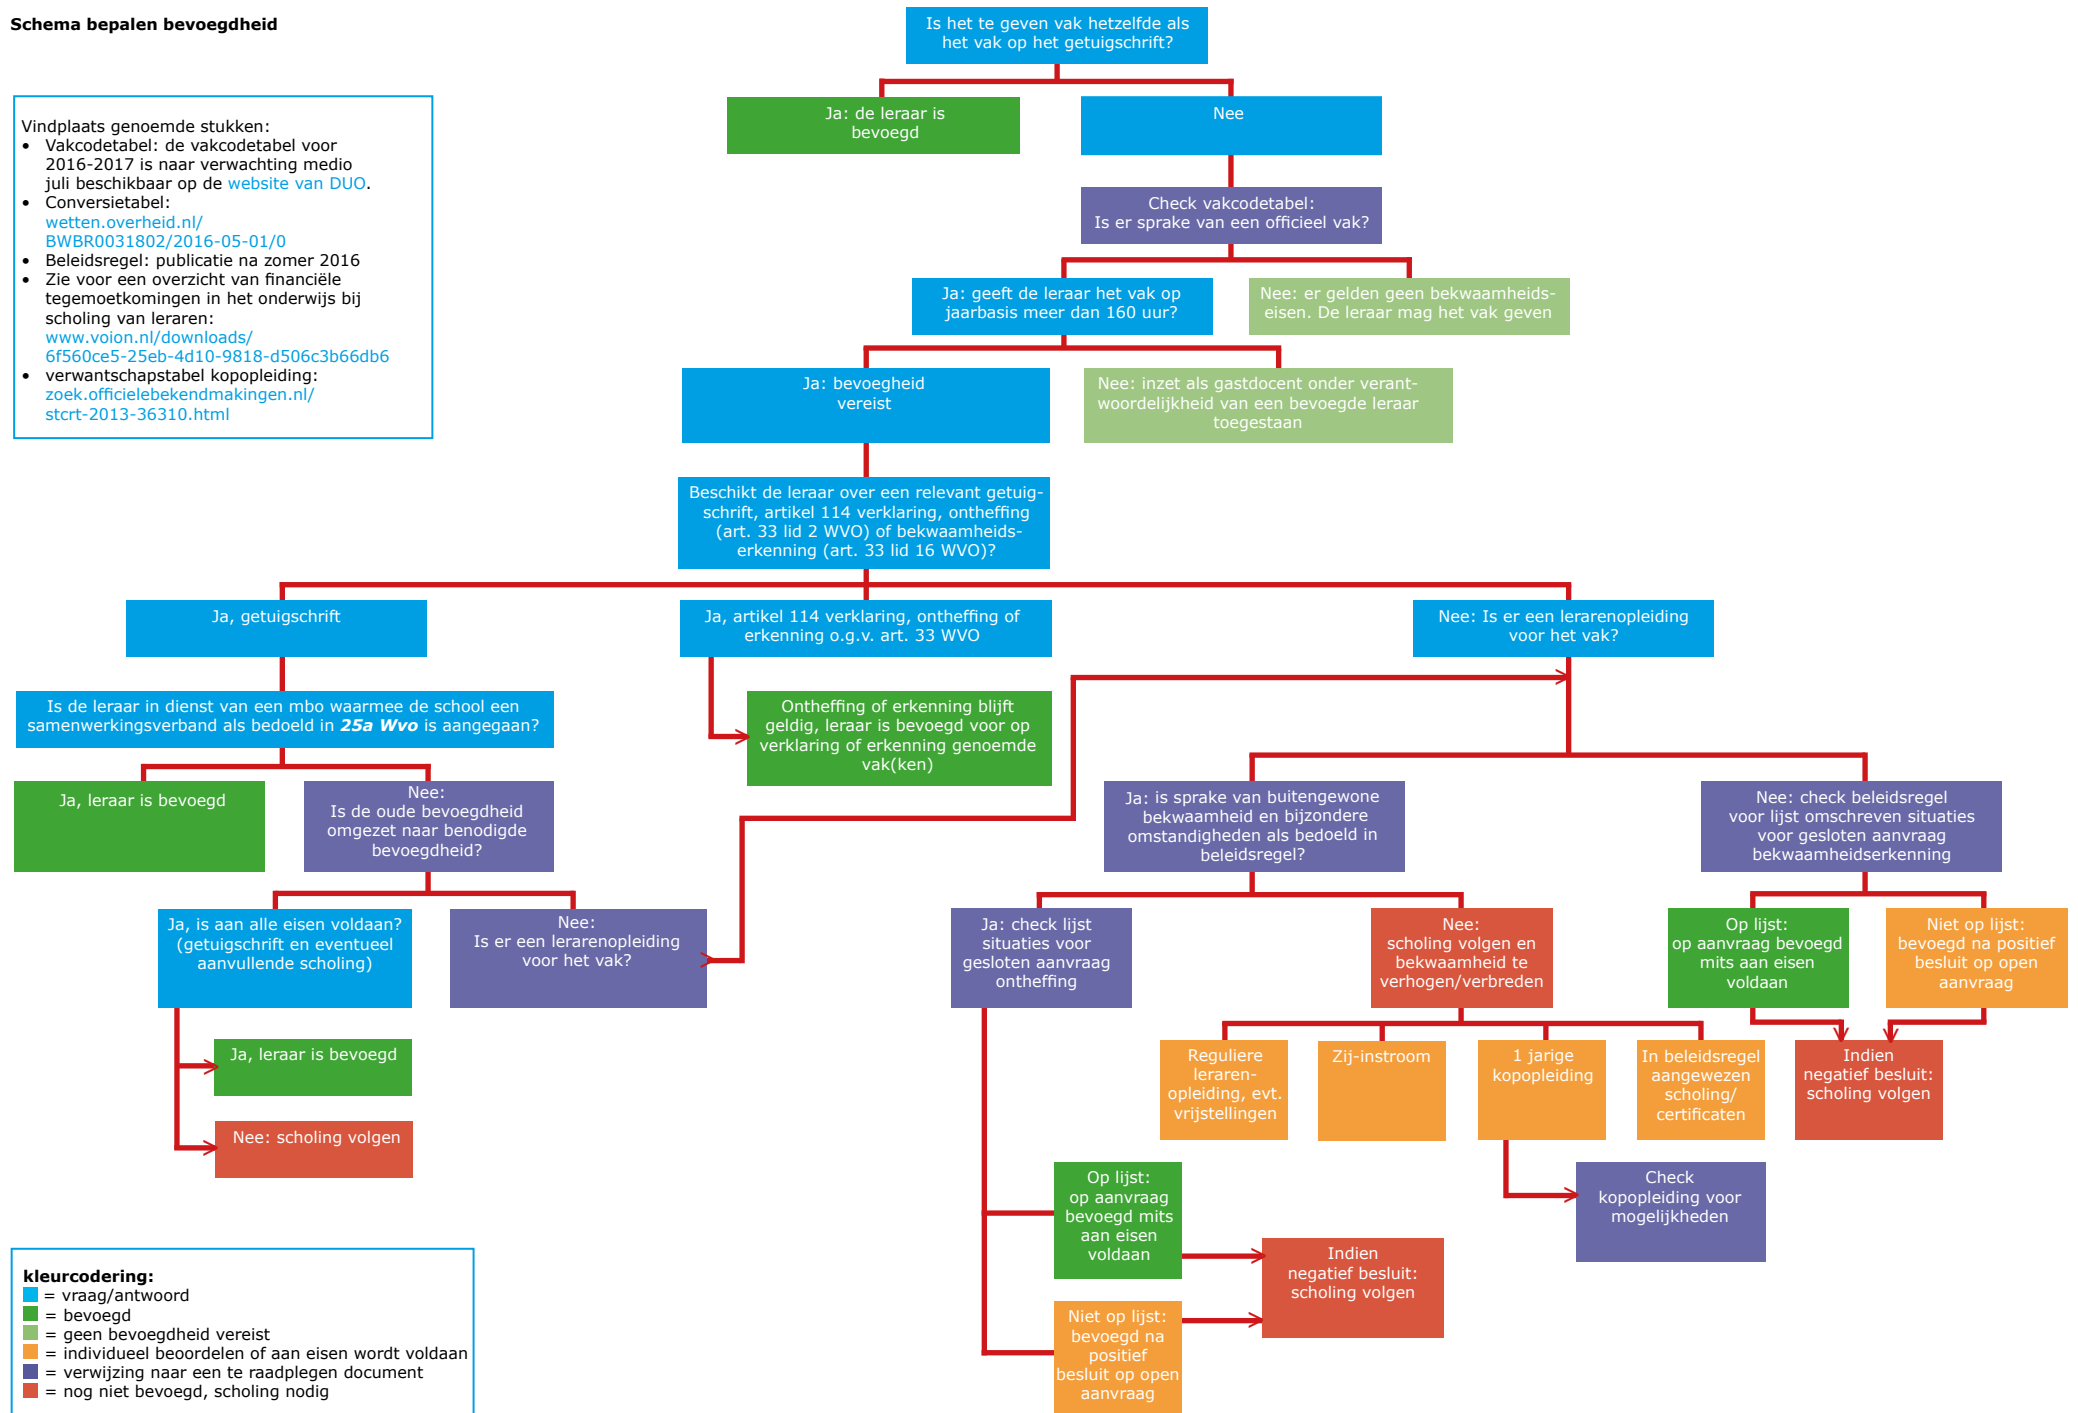 Schema bepalen bevoegdheid
Is het te geven vak hetzelfde als
het vak op het getuigschrift?
Ja: de leraar is
bevoegd
Nee
Vindplaats genoemde stukken:
• Vakcodetabel: de vakcodetabel voor
2016-2017 is naar verwachting medio
juli beschikbaar op de website van DUO.
• Conversietabel:
wetten.overheid.nl/
BWBR0031802/2016-05-01/0
• Beleidsregel: publicatie na zomer 2016
• Zie voor een overzicht van financiële
tegemoetkomingen in het onderwijs bij
scholing van leraren:
www.voion.nl/downloads/
6f560ce5-25eb-4d10-9818-d506c3b66db6
• verwantschapstabel kopopleiding:
zoek.officielebekendmakingen.nl/
stcrt-2013-36310.html
Check vakcodetabel:
Is er sprake van een officieel vak?
Ja: geeft de leraar het vak op
jaarbasis meer dan 160 uur?
Nee: er gelden geen bekwaamheids-
eisen. De leraar mag het vak geven
Ja: bevoegheid
vereist
Nee: inzet als gastdocent onder verant-
woordelijkheid van een bevoegde leraar
toegestaan
Beschikt de leraar over een relevant getuig-
schrift, artikel 114 verklaring, ontheffing
(art. 33 lid 2 WVO) of bekwaamheids-
erkenning (art. 33 lid 16 WVO)?
Ja, getuigschrift
Ja, artikel 114 verklaring, ontheffing of
erkenning o.g.v. art. 33 WVO
Nee: Is er een lerarenopleiding
voor het vak?
Is de leraar in dienst van een mbo waarmee de school een
samenwerkingsverband als bedoeld in 25a Wvo is aangegaan?
Ontheffing of erkenning blijft
geldig, leraar is bevoegd voor op
verklaring of erkenning genoemde
vak(ken)
Ja, leraar is bevoegd
Nee:
Is de oude bevoegdheid
omgezet naar benodigde
bevoegdheid?
Ja: is sprake van buitengewone
bekwaamheid en bijzondere
omstandigheden als bedoeld in
beleidsregel?
Nee: check beleidsregel
voor lijst omschreven situaties
voor gesloten aanvraag
bekwaamheidserkenning
Ja, is aan alle eisen voldaan?
(getuigschrift en eventueel
aanvullende scholing)
Nee:
Is er een lerarenopleiding
voor het vak?
Ja: check lijst
situaties voor
gesloten aanvraag
ontheffing
Nee:
scholing volgen en
bekwaamheid te
verhogen/verbreden
Op lijst:
op aanvraag bevoegd
mits aan eisen
voldaan
Niet op lijst:
bevoegd na positief
besluit op open
aanvraag
Ja, leraar is bevoegd
Nee: scholing volgen
Reguliere
leraren-
opleiding, evt.
vrijstellingen
Zij-instroom
1 jarige
kopopleiding
In beleidsregel
aangewezen
scholing/
certificaten
Indien
negatief besluit:
scholing volgen
Op lijst:
op aanvraag
bevoegd mits
aan eisen
voldaan
Check
kopopleiding voor
mogelijkheden
Indien
negatief besluit:
scholing volgen
Niet op lijst:
bevoegd na
positief
besluit op open
aanvraag
kleurcodering:
= vraag/antwoord
= bevoegd
= geen bevoegdheid vereist
= individueel beoordelen of aan eisen wordt voldaan
= verwijzing naar een te raadplegen document
= nog niet bevoegd, scholing nodig